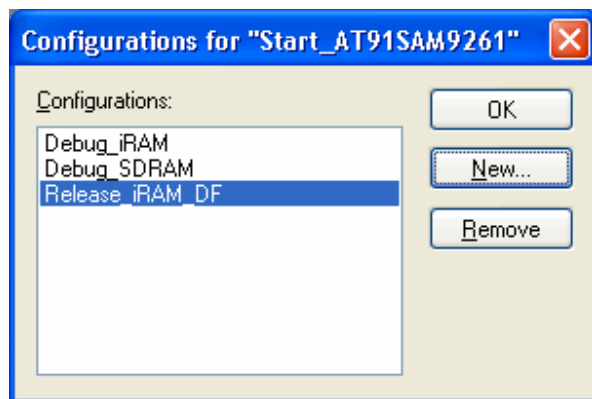 Configurations for "Start_AT91SAM9261"
Configurations:
OK
Debug_iRAM
Debug_SDRAM
Release_iRAM_DF
New...
Remove